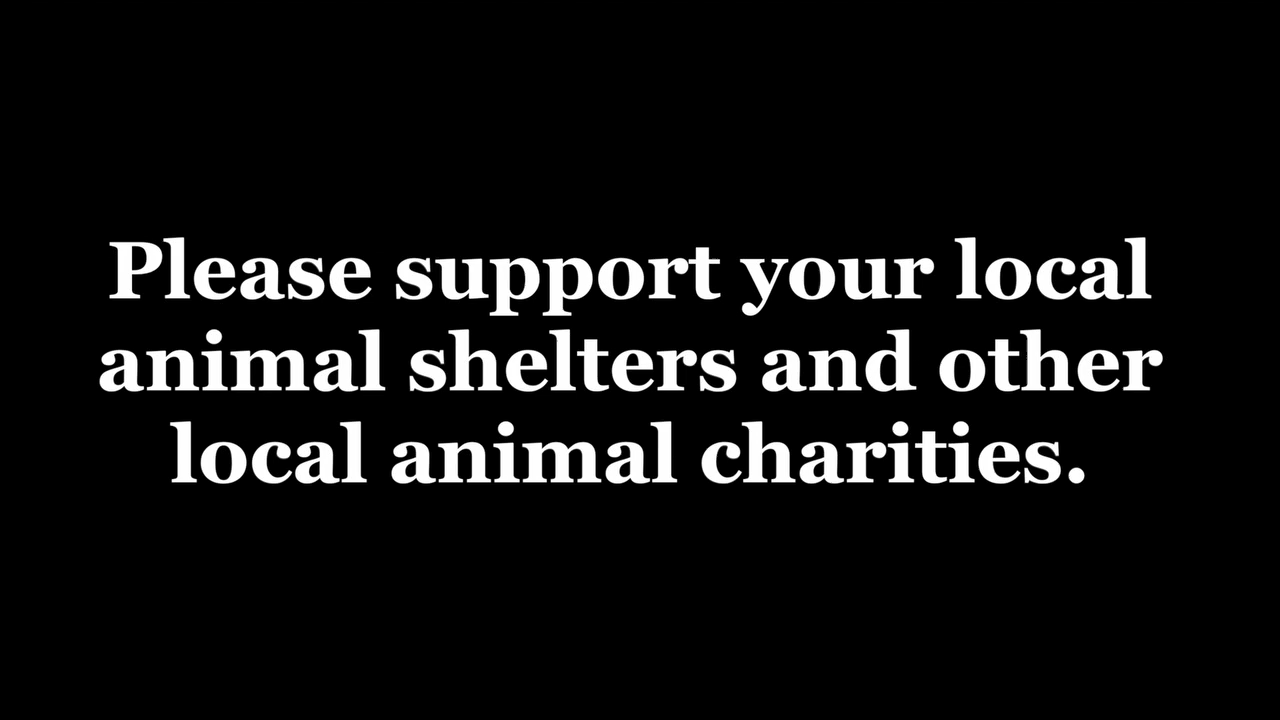 Please support your local
animal shelters and other
local animal charities.